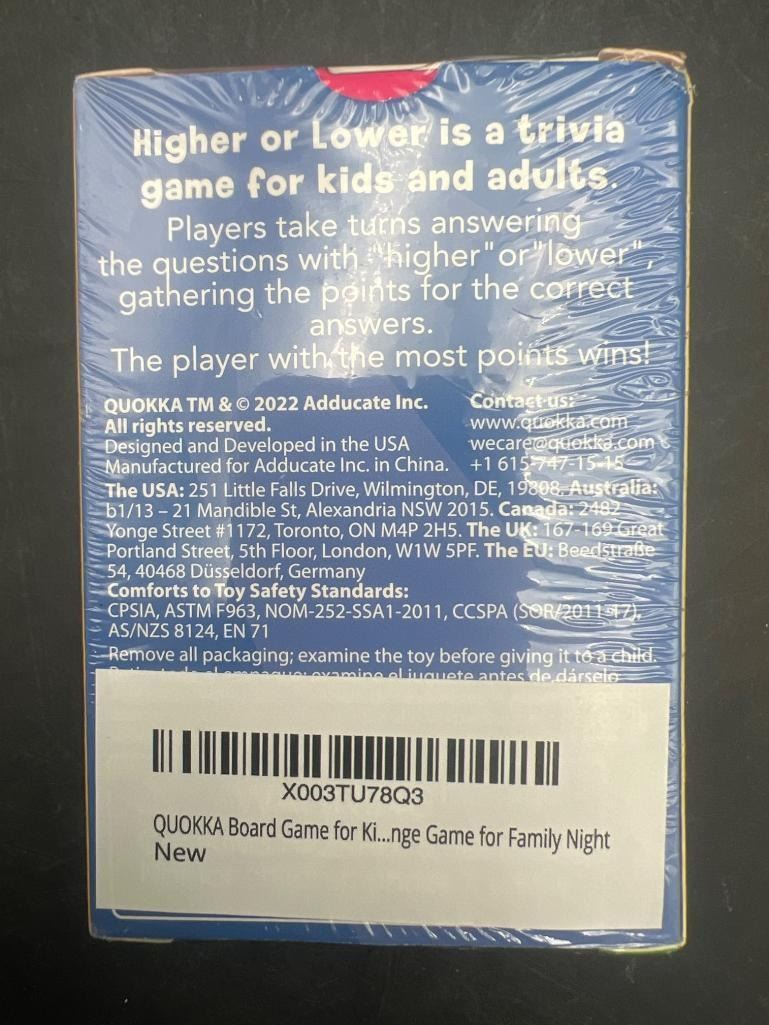 Higher or Lower is a trivia
game for kids and adults.
Players take turns answering
the questions with "higher" or "lower",
gathering the points for the correct
answers.
The player with the most points wins!
QUOKKA TM & © 2022 Adducate Inc.
All rights reserved.
Designed and Developed in the USA
Manufactured for Adducate Inc. in China.
Contact us:
www.quokka.com
wecare@quokka.com
+1 615-747-15-15
The USA: 251 Little Falls Drive, Wilmington, DE, 19808. Australia:
b1/13 – 21 Mandible St, Alexandria NSW 2015. Canada: 2482
Yonge Street #1172, Toronto, ON M4P 2H5. The UK: 167-169 Great
Portland Street, 5th Floor, London, W1W 5PF. The EU: Beedstraße
54, 40468 Düsseldorf, Germany
Comforts to Toy Safety Standards:
CPSIA, ASTM F963, NOM-252-SSA1-2011, CCSPA (SOR/2011-17),
AS/NZS 8124, EN 71
Remove all packaging; examine the toy before giving it to a child.
el empaque; examine el juguete antes de dárselo
X003TU78Q3
QUOKKA Board Game for Ki...nge Game for Family Night
New